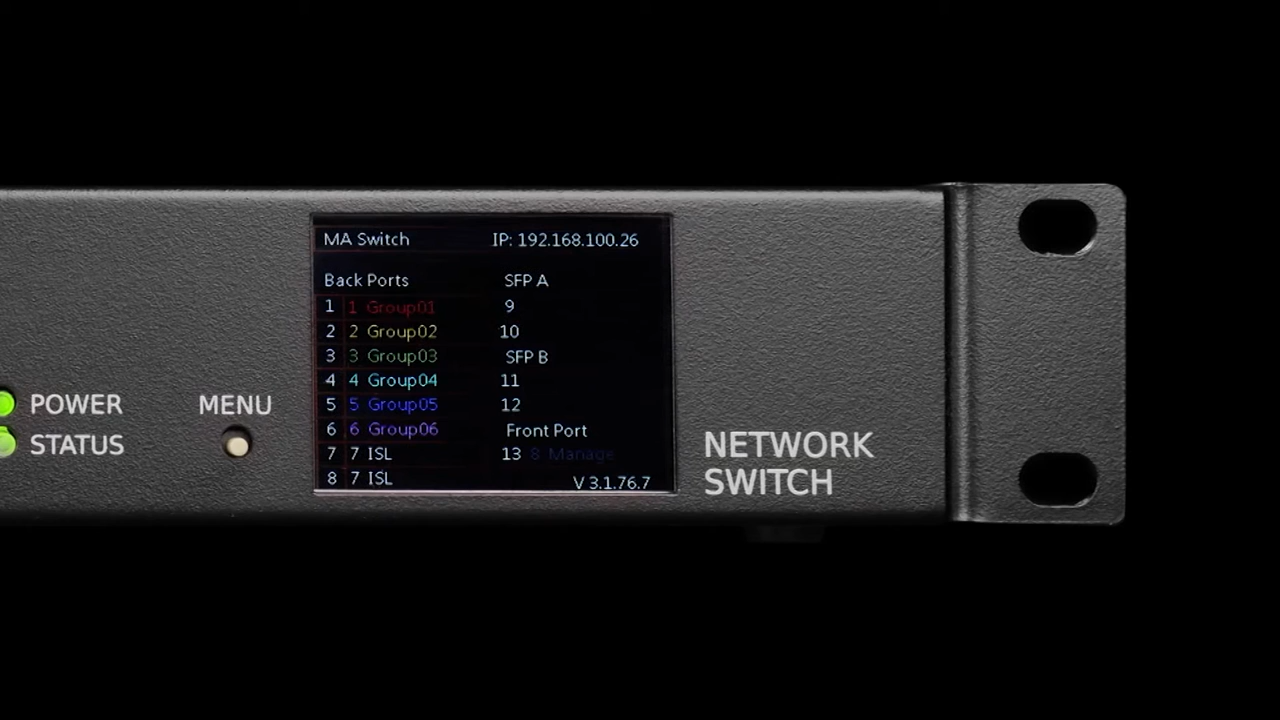 MA Switch IP: 192.168.100.26
Back Ports SFP A
1 1 Group01 9
2 2 Group02 10
3 3 Group03 SFP B
4 4 Group04 11
5 5 Group05 12
6 6 Group06 Front Port
7 7 ISL 13 8 Manage
8 7 ISL V 3.1.76.7
POWER
STATUS
MENU
NETWORK
SWITCH